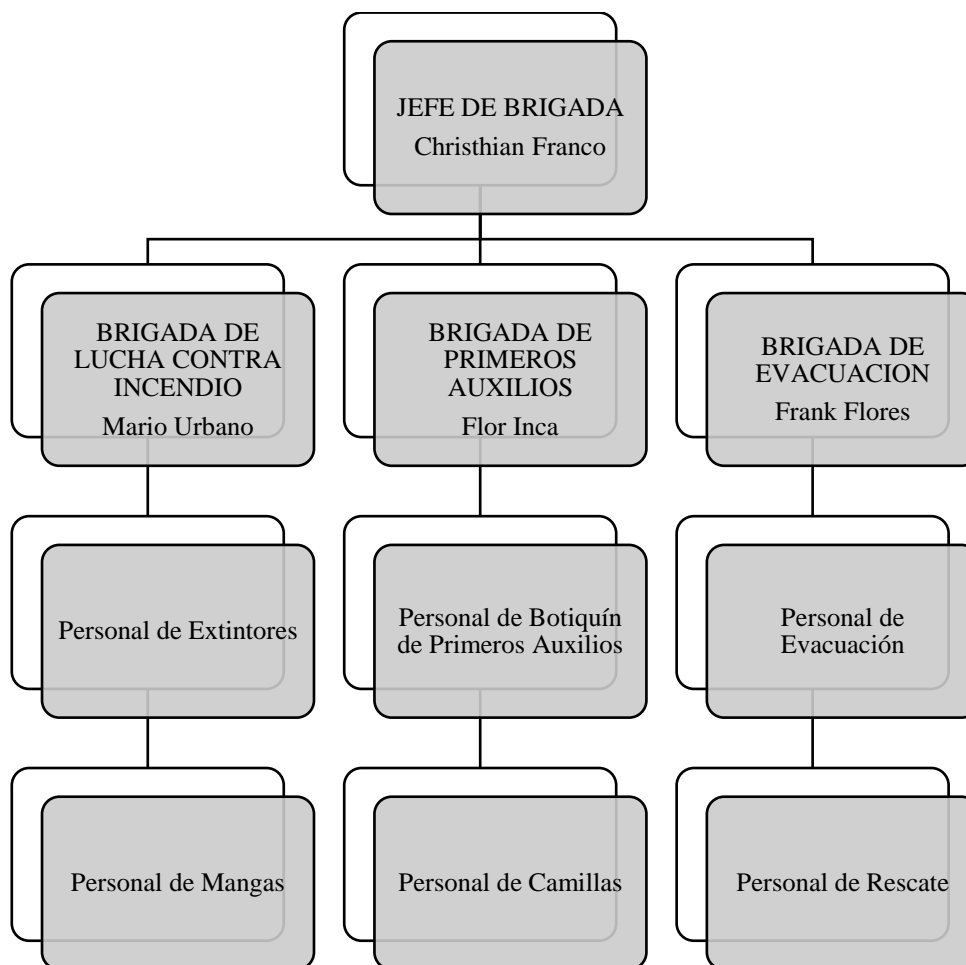 JEFE DE BRIGADA
Christhian Franco
BRIGADA DE
LUCHA CONTRA
INCENDIO
Mario Urbano
BRIGADA DE
PRIMEROS
AUXILIOS
Flor Inca
BRIGADA DE
EVACUACION
Frank Flores
Personal de Extintores
Personal de Botiquín
de Primeros Auxilios
Personal de
Evacuación
Personal de Mangas
Personal de Camillas
Personal de Rescate